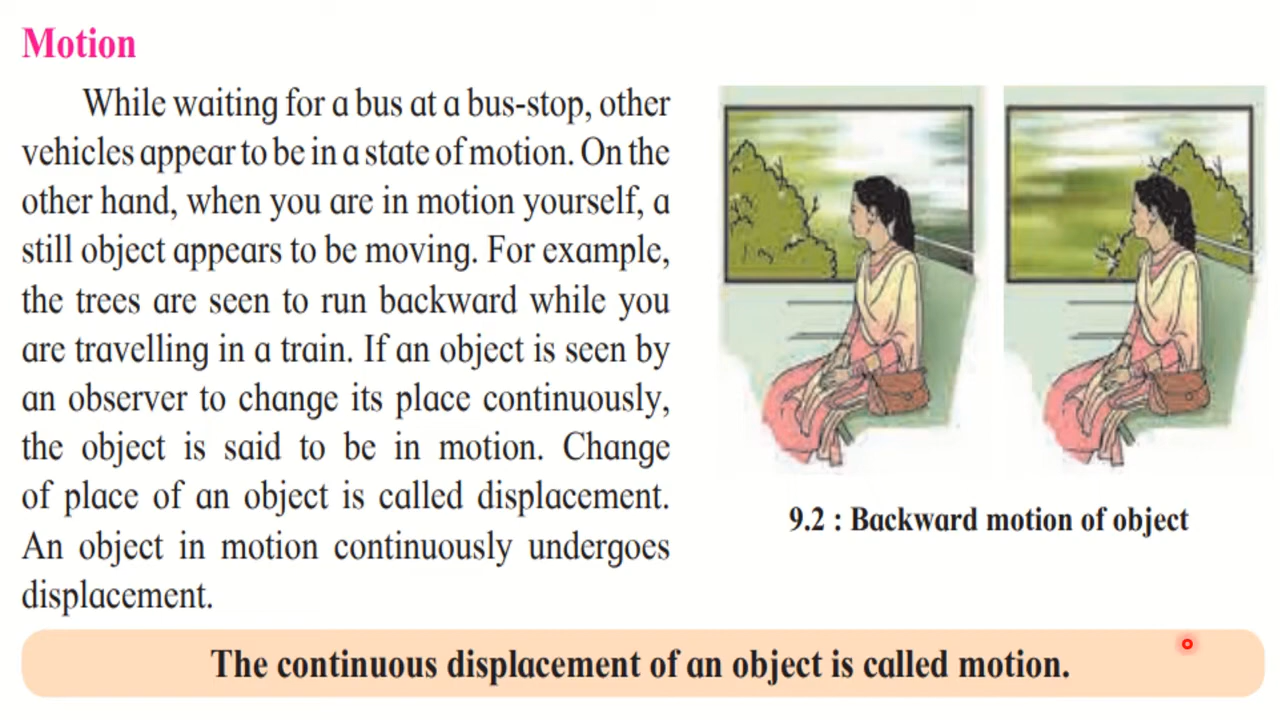 Motion
While waiting for a bus at a bus-stop, other
vehicles appear to be in a state of motion. On the
other hand, when you are in motion yourself, a
still object appears to be moving. For example,
the trees are seen to run backward while you
are travelling in a train. If an object is seen by
an observer to change its place continuously,
the object is said to be in motion. Change
of place of an object is called displacement.
An object in motion continuously undergoes
displacement.
9.2 : Backward motion of object
The continuous displacement of an object is called motion.